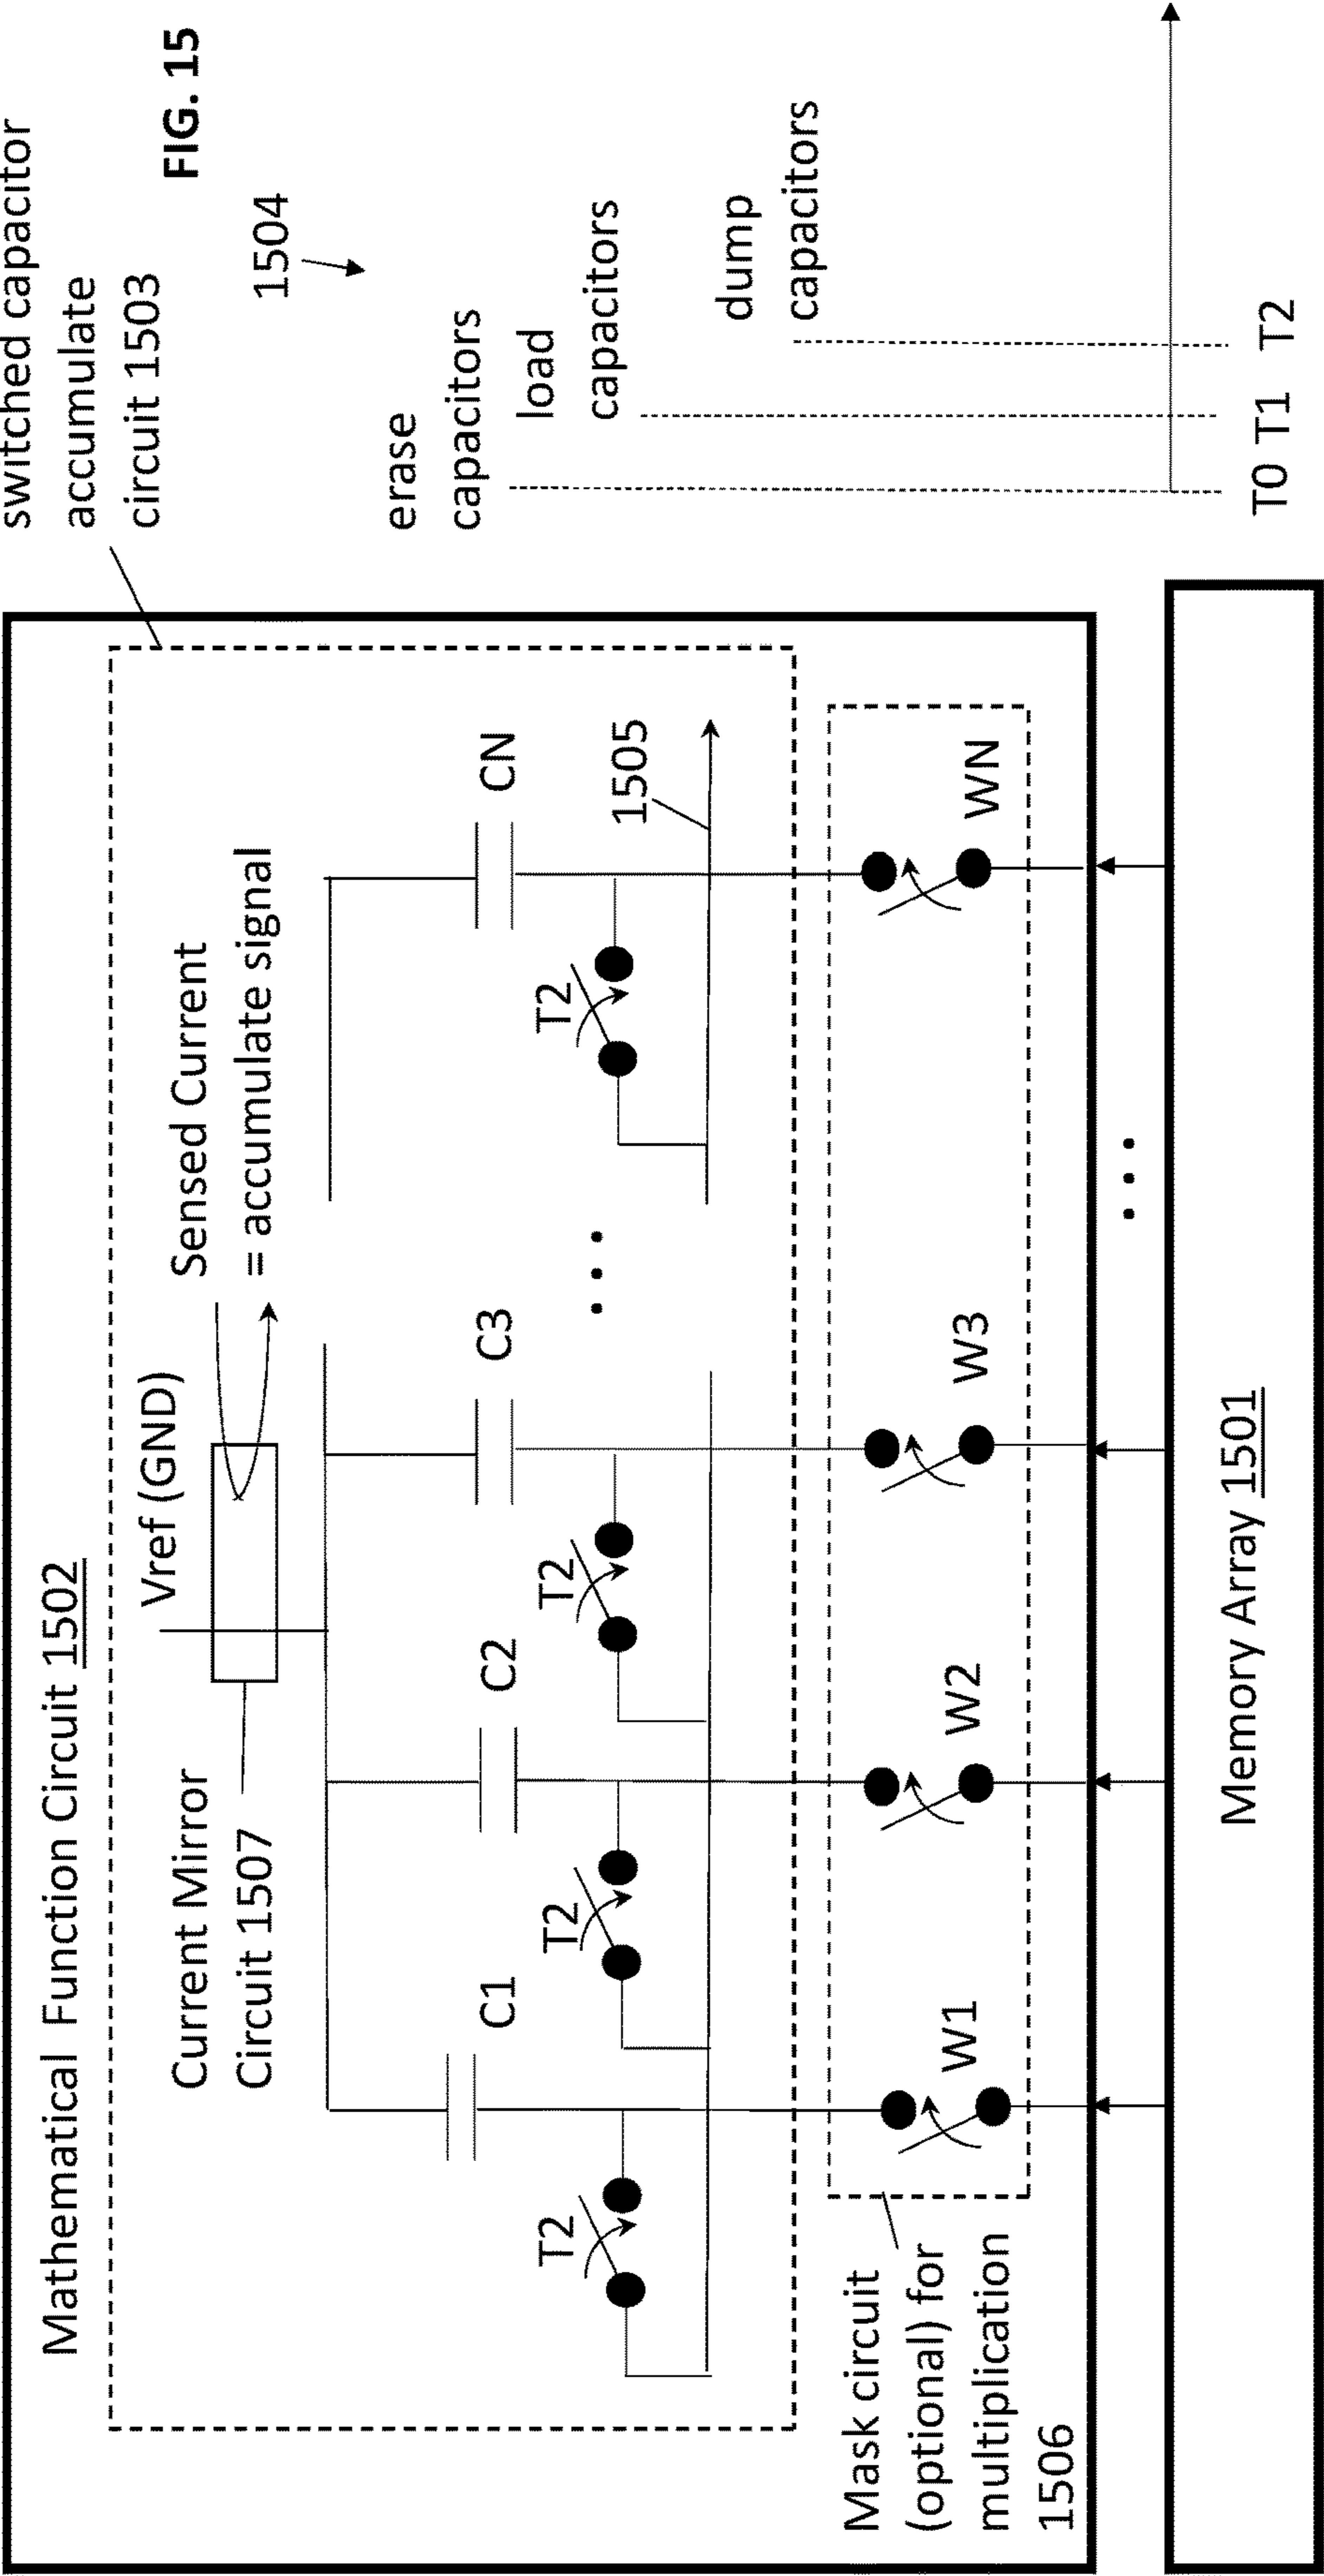 Mathematical Function Circuit 1502
switched capacitor
accumulate
circuit 1503
FIG. 15
Current Mirror
Circuit 1507
Vref (GND)
Sensed Current
= accumulate signal
1504
erase
capacitors
load
capacitors
dump
capacitors
C1
C2
C3
CN
T2
T2
T2
T2
1505
...
W1
W2
W3
WN
Mask circuit
(optional) for
multiplication
1506
...
Memory Array 1501
T0 T1 T2